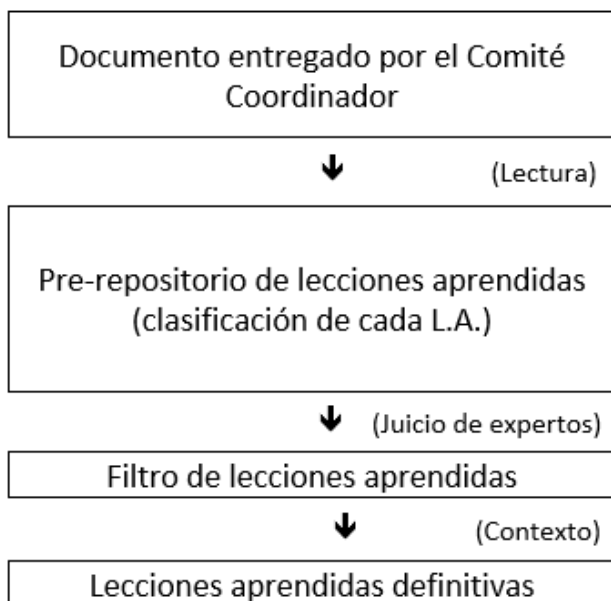 Documento entregado por el Comité
Coordinador
(Lectura)
Pre-repositorio de lecciones aprendidas
(clasificación de cada L.A.)
(Juicio de expertos)
Filtro de lecciones aprendidas
(Contexto)
Lecciones aprendidas definitivas